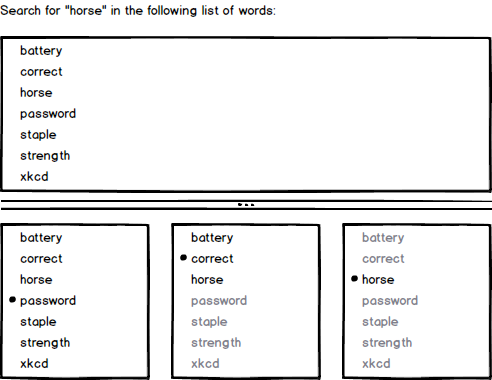 Search for "horse" in the following list of words:
battery
correct
horse
password
staple
strength
xkcd
...
battery
correct
horse
password
staple
strength
xkcd
battery
correct
horse
password
staple
strength
xkcd
battery
correct
horse
password
staple
strength
xkcd